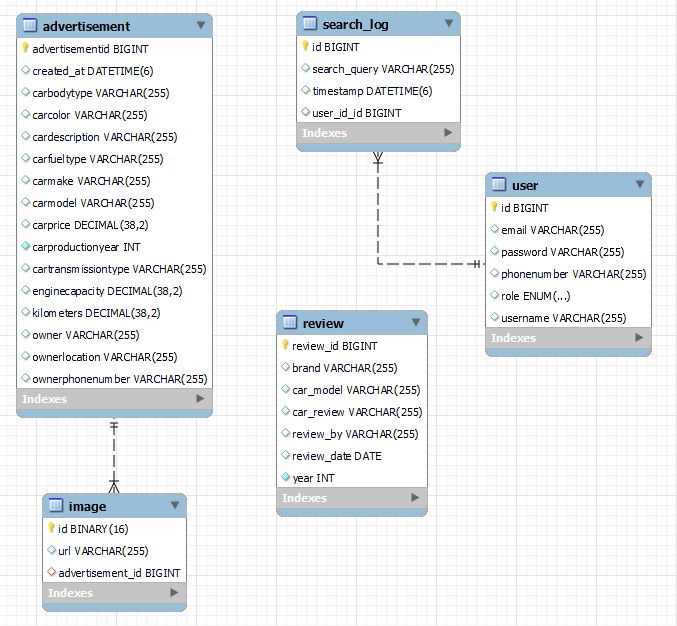 advertisement
advertisementid BIGINT
created_at DATETIME(6)
carbodytype VARCHAR(255)
carcolor VARCHAR(255)
cardescription VARCHAR(255)
carfueltype VARCHAR(255)
carmake VARCHAR(255)
carmodel VARCHAR(255)
carprice DECIMAL(38,2)
carproductionyear INT
cartransmissiontype VARCHAR(255)
enginecapacity DECIMAL(38,2)
kilometers DECIMAL(38,2)
owner VARCHAR(255)
ownerlocation VARCHAR(255)
ownerphonenumber VARCHAR(255)
Indexes
search_log
id BIGINT
search_query VARCHAR(255)
timestamp DATETIME(6)
user_id_id BIGINT
Indexes
user
id BIGINT
email VARCHAR(255)
password VARCHAR(255)
phonenumber VARCHAR(255)
role ENUM(...)
username VARCHAR(255)
Indexes
review
review_id BIGINT
brand VARCHAR(255)
car_model VARCHAR(255)
car_review VARCHAR(255)
review_by VARCHAR(255)
review_date DATE
year INT
Indexes
image
id BINARY(16)
url VARCHAR(255)
advertisement_id BIGINT
Indexes